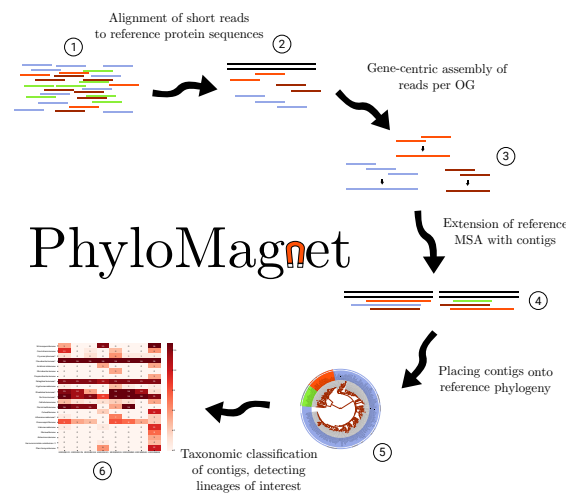 Alignment of short reads
to reference protein sequences
1
2
Gene-centric assembly of
reads per OG
3
Extension of reference
MSA with contigs
PhyloMagnet
4
Placing contigs onto
reference phylogeny
5
Taxonomic classification
of contigs, detecting
lineages of interest
6